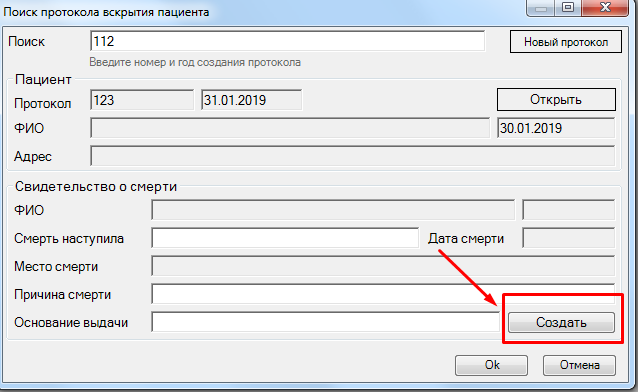 Поиск протокола вскрытия пациента
Поиск 112 Новый протокол
Введите номер и год создания протокола
Пациент
Протокол 123 31.01.2019 Открыть
ФИО 30.01.2019
Адрес
Свидетельство о смерти
ФИО
Смерть наступила Дата смерти
Место смерти
Причина смерти
Основание выдачи Создать
Ok Отмена